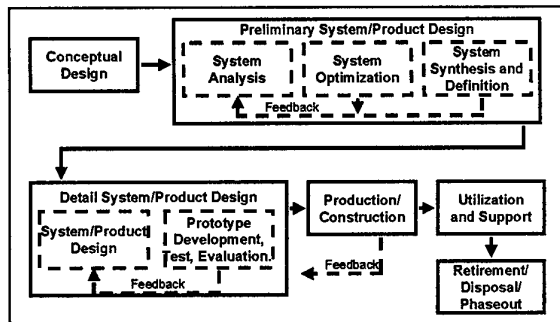 Preliminary System/Product Design
Conceptual
Design
System
Analysis
System
Optimization
System
Synthesis and
Definition
Feedback
Detail System/Product Design
System/Product
Design
Prototype
Development,
Test, Evaluation.
Feedback
Production/
Construction
Feedback
Utilization
and Support
Retirement/
Disposal/
Phaseout